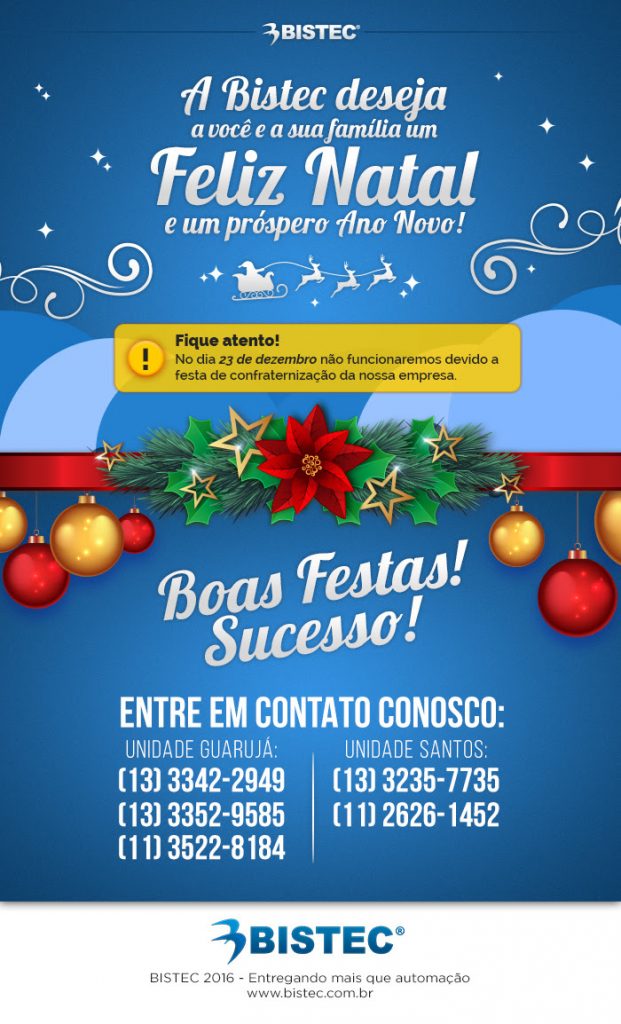 BISTEC®
A Bistec deseja
a você e a sua família um
Feliz Natal
e um próspero Ano Novo!
Fique atento!
No dia 23 de dezembro não funcionaremos devido a
festa de confraternização da nossa empresa.
Boas Festas!
Sucesso!
ENTRE EM CONTATO CONOSCO:
UNIDADE GUARUJÁ:
(13) 3342-2949
(13) 3352-9585
(11) 3522-8184
UNIDADE SANTOS:
(13) 3235-7735
(11) 2626-1452
BISTEC®
BISTEC 2016 - Entregando mais que automação
www.bistec.com.br